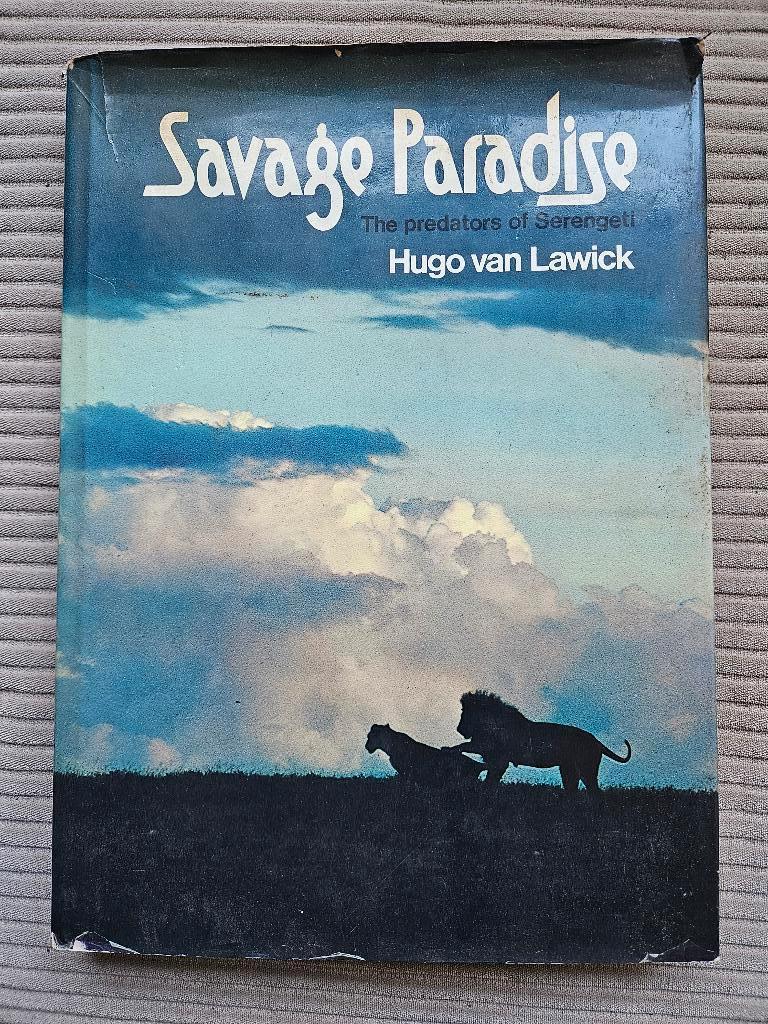 Savage Paradise
The predators of Serengeti
Hugo van Lawick